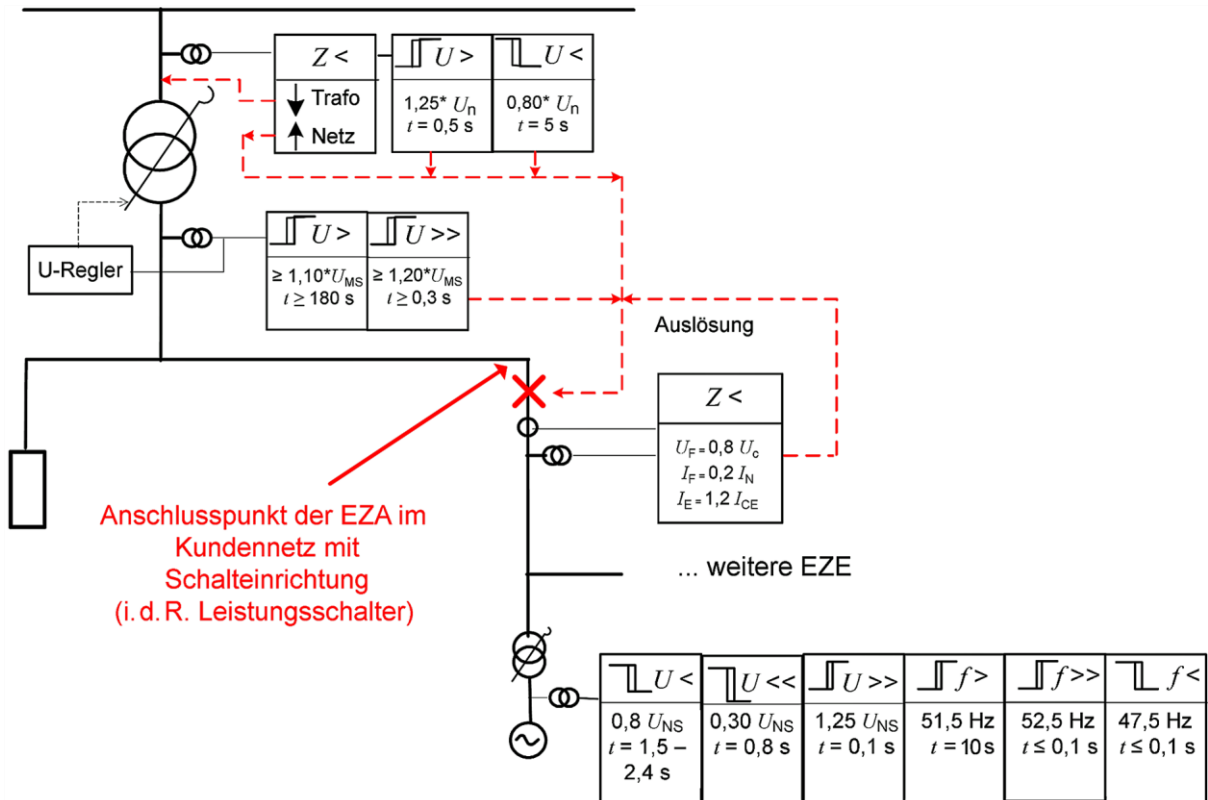 Z <
U >
U <
Trafo
Netz
1,25* Un
t = 0,5 s
0,80* Un
t = 5 s
U-Regler
U >
U >>
≥ 1,10*UMS
t ≥ 180 s
≥ 1,20*UMS
t ≥ 0,3 s
Auslösung
Z <
UF = 0,8 Uc
IF = 0,2 IN
IE = 1,2 ICE
Anschlusspunkt der EZA im
Kundennetz mit
Schalteinrichtung
(i. d. R. Leistungsschalter)
... weitere EZE
U <
U <<
U >>
f >
f >>
f <
0,8 UNS
t = 1,5 –
2,4 s
0,30 UNS
t = 0,8 s
1,25 UNS
t = 0,1 s
51,5 Hz
t = 10 s
52,5 Hz
t ≤ 0,1 s
47,5 Hz
t ≤ 0,1 s